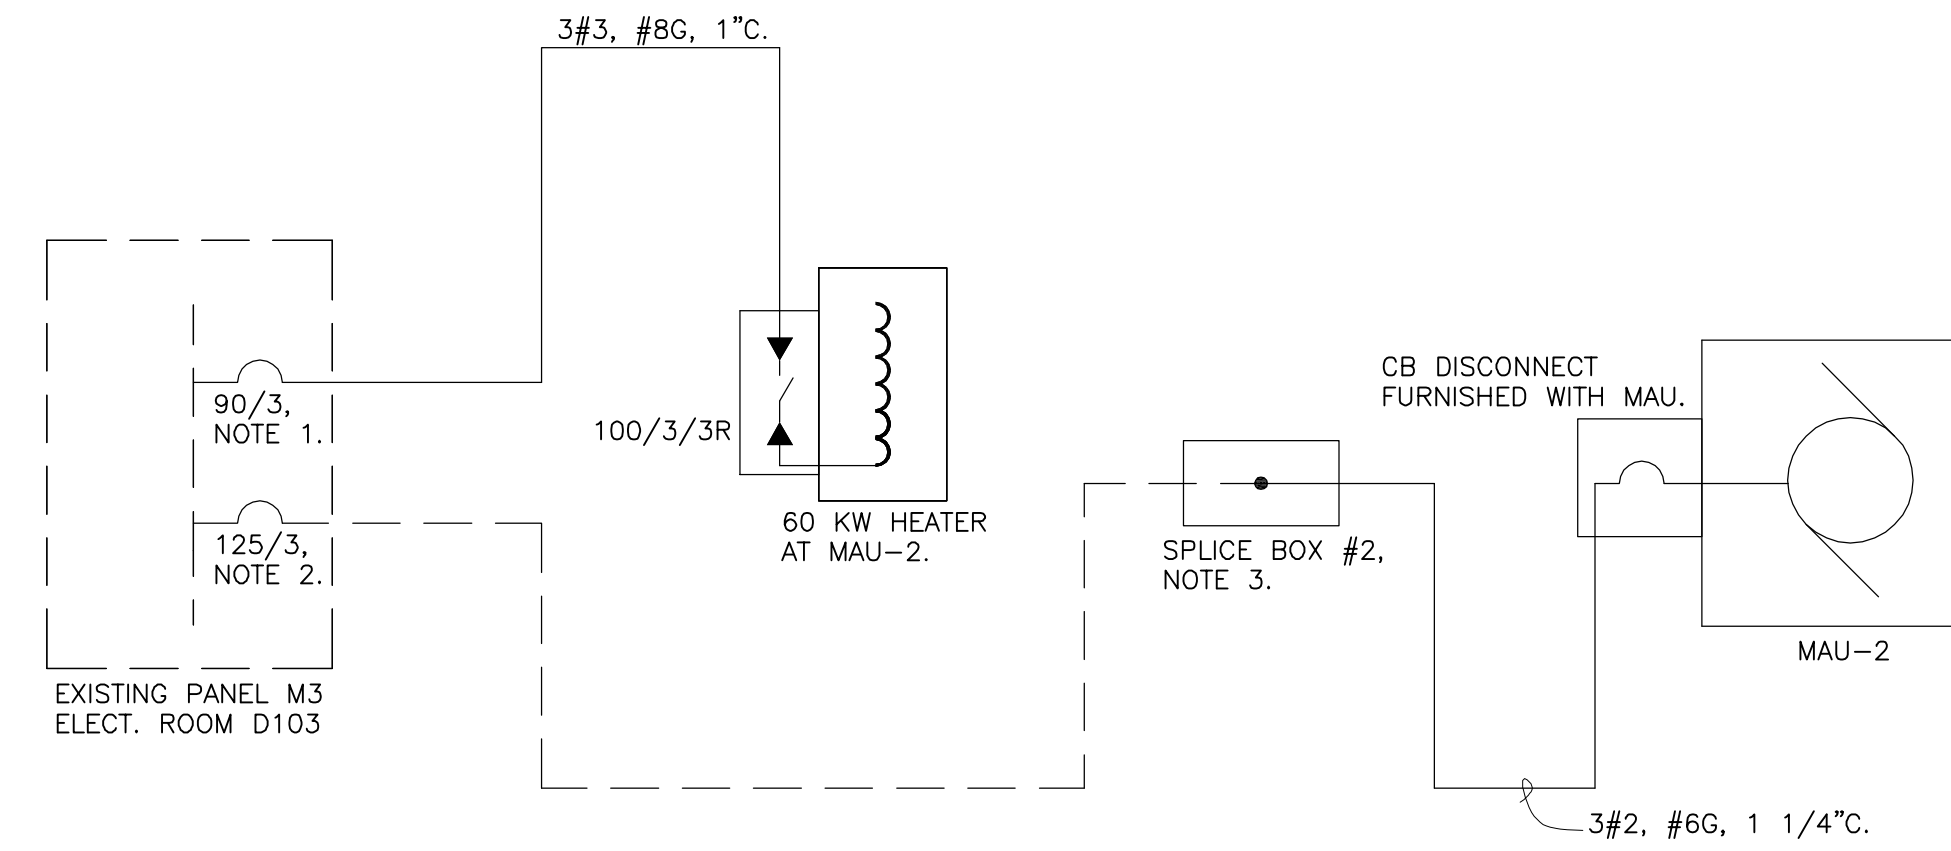 3#3, #8G, 1"C.
90/3,
NOTE 1.
100/3/3R
125/3,
NOTE 2.
60 KW HEATER
AT MAU-2.
EXISTING PANEL M3
ELECT. ROOM D103
SPLICE BOX #2,
NOTE 3.
CB DISCONNECT
FURNISHED WITH MAU.
MAU-2
3#2, #6G, 1 1/4"C.